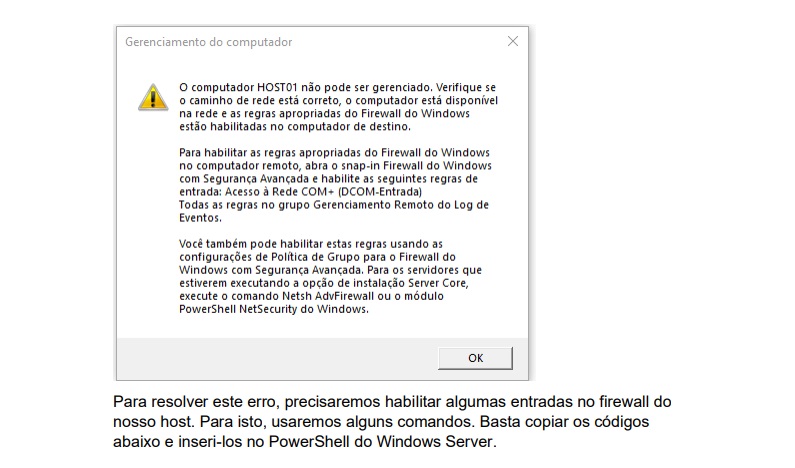 Gerenciamento do computador
O computador HOST01 não pode ser gerenciado. Verifique se
o caminho de rede está correto, o computador está disponível
na rede e as regras apropriadas do Firewall do Windows
estão habilitadas no computador de destino.
Para habilitar as regras apropriadas do Firewall do Windows
no computador remoto, abra o snap-in Firewall do Windows
com Segurança Avançada e habilite as seguintes regras de
entrada: Acesso à Rede COM+ (DCOM-Entrada)
Todas as regras no grupo Gerenciamento Remoto do Log de
Eventos.
Você também pode habilitar estas regras usando as
configurações de Política de Grupo para o Firewall do
Windows com Segurança Avançada. Para os servidores que
estiverem executando a opção de instalação Server Core,
execute o comando Netsh AdvFirewall ou o módulo
PowerShell NetSecurity do Windows.
OK
Para resolver este erro, precisaremos habilitar algumas entradas no firewall do
nosso host. Para isto, usaremos alguns comandos. Basta copiar os códigos
abaixo e inseri-los no PowerShell do Windows Server.